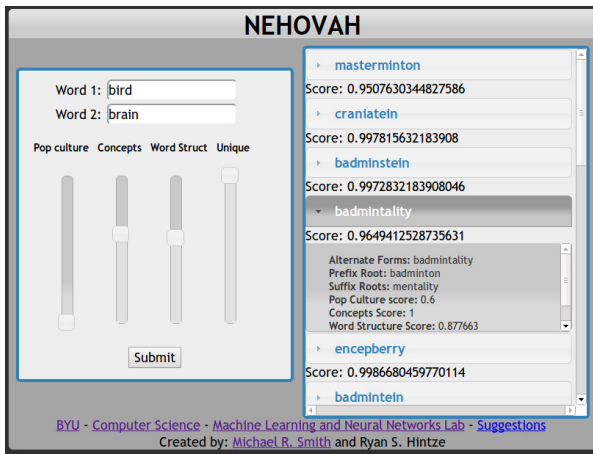 NEHOVAH
Word 1: bird
Word 2: brain
Pop culture Concepts Word Struct Unique
Submit
masterminton
Score: 0.9507630344827586
craniatein
Score: 0.997815632183908
badminstein
Score: 0.9972832183908046
badmintality
Score: 0.9649412528735631
Alternate Forms: badmintality
Prefix Root: badminton
Suffix Roots: mentality
Pop Culture score: 0.6
Concepts Score: 1
Word Structure Score: 0.877663
encepberry
Score: 0.9986680459770114
badmintein
BYU - Computer Science - Machine Learning and Neural Networks Lab - Suggestions
Created by: Michael R. Smith and Ryan S. Hintze